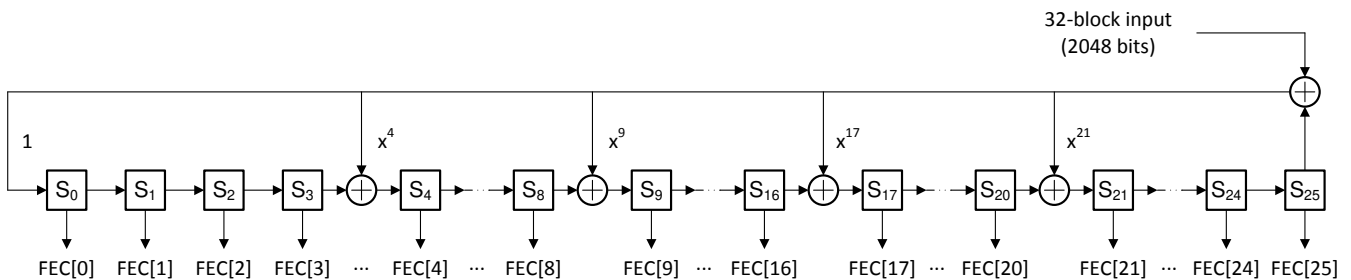 32-block input
(2048 bits)
1 x⁴ x⁹ x¹⁷ x²¹
S₀ S₁ S₂ S₃ S₄ ··· S₈ S₉ ··· S₁₆ S₁₇ ··· S₂₀ S₂₁ ··· S₂₄ S₂₅
FEC[0] FEC[1] FEC[2] FEC[3] ··· FEC[4] ··· FEC[8] FEC[9] ··· FEC[16] FEC[17] ··· FEC[20] FEC[21] ··· FEC[24] FEC[25]